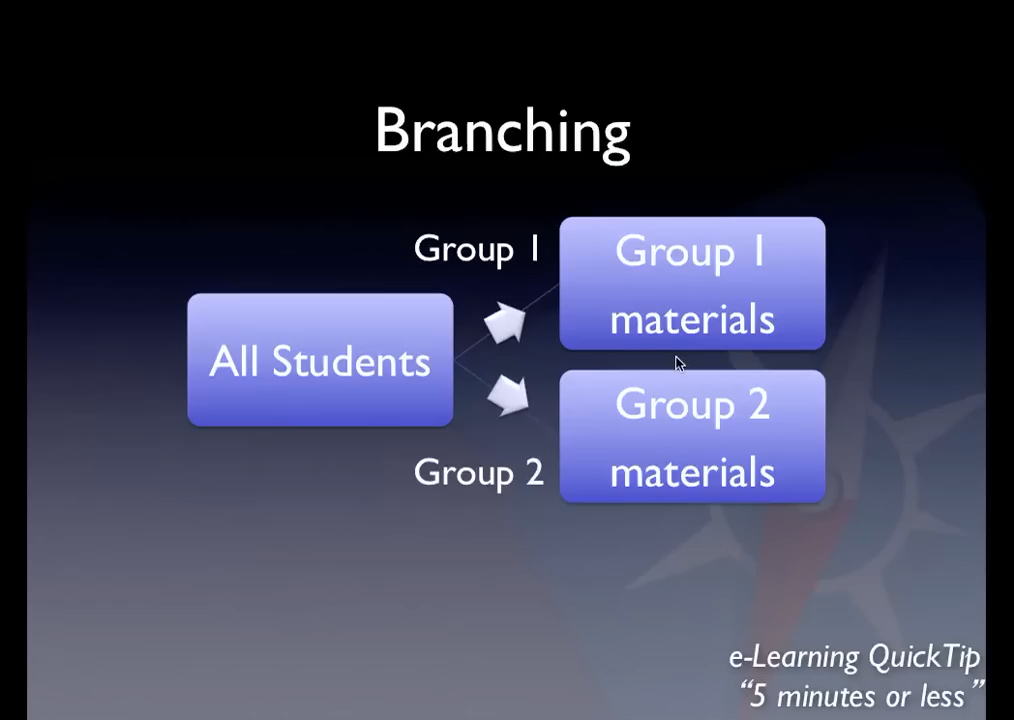 Branching
Group 1
Group 1
materials
All Students
Group 2
materials
Group 2
e-Learning QuickTip
“5 minutes or less”